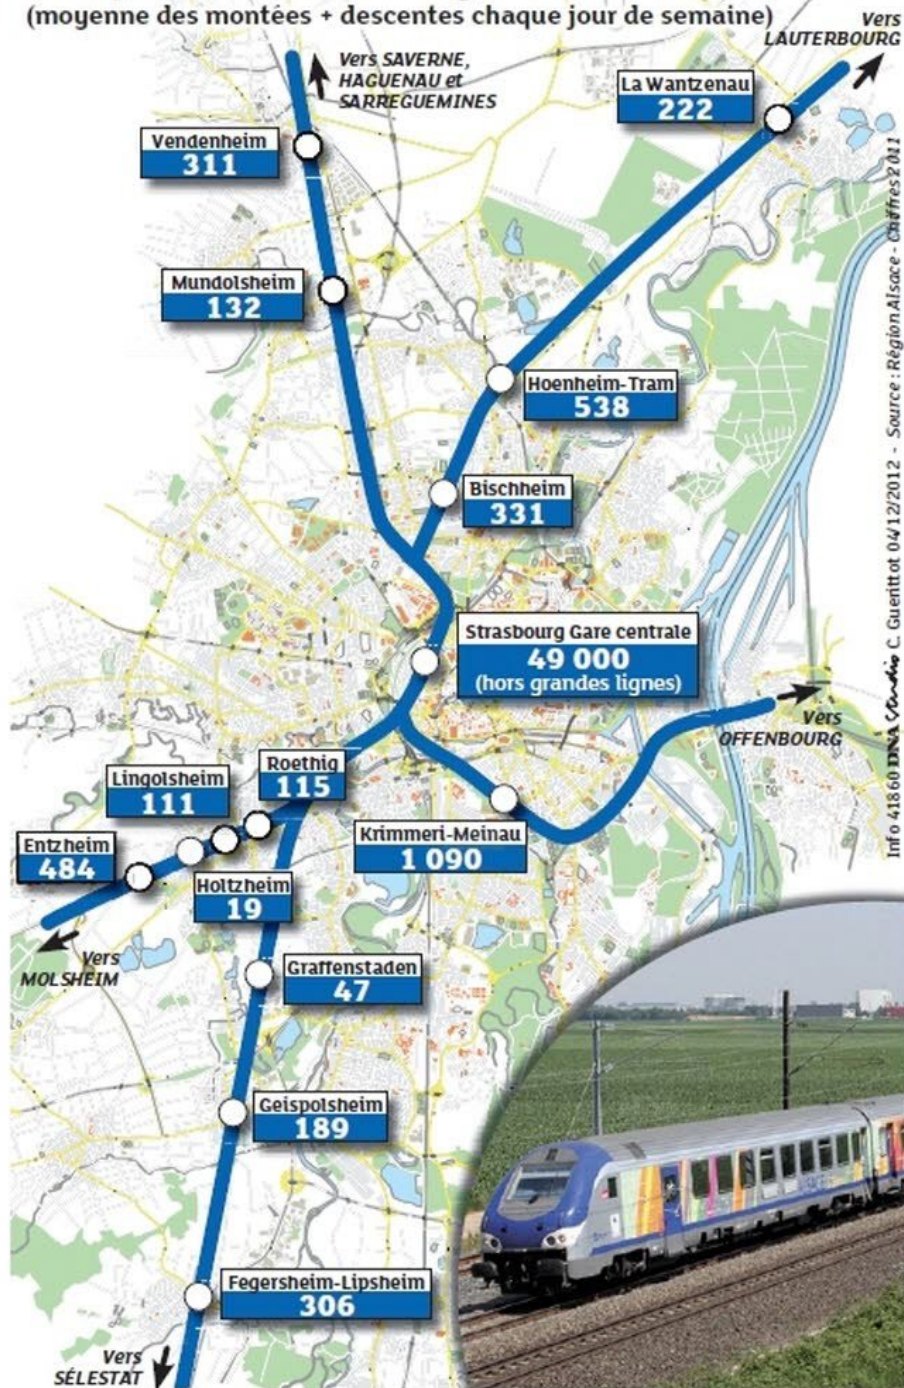 (moyenne des montées + descentes chaque jour de semaine)
Vers
LAUTERBOURG
Vers SAVERNE,
HAGUENAU et
SARREGUEMINES
La Wantzenau
222
Vendenheim
311
Mundolsheim
132
Hoenheim-Tram
538
Bischheim
331
Strasbourg Gare centrale
49 000
(hors grandes lignes)
Vers
OFFENBOURG
Roethig
115
Lingolsheim
111
Krimmeri-Meinau
1 090
Entzheim
484
Holtzheim
19
Vers
MOLSHEIM
Graffenstaden
47
Geispolsheim
189
Fegersheim-Lipsheim
306
Vers
SÉLESTAT
Info 41860 DNA Studio C. Guerittot 04/12/2012 - Source : Région Alsace - Chiffres 2011